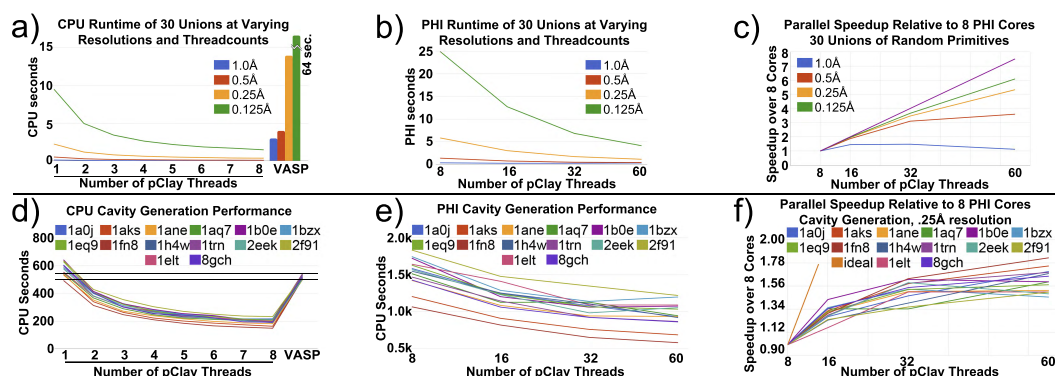 a) CPU Runtime of 30 Unions at Varying
Resolutions and Threadcounts
CPU seconds
15
10
5
0
1.0Å
0.5Å
0.25Å
0.125Å
64 sec.
1 2 3 4 5 6 7 8 VASP
Number of pClay Threads
b) PHI Runtime of 30 Unions at Varying
Resolutions and Threadcounts
PHI seconds
25
20
15
10
5
0
1.0Å
0.5Å
0.25Å
0.125Å
8 16 32 60
Number of pClay Threads
c) Parallel Speedup Relative to 8 PHI Cores
30 Unions of Random Primitives
Speedup over 8 Cores
8
7
6
5
4
3
2
1
0
1.0Å
0.5Å
0.25Å
0.125Å
8 16 32 60
Number of pClay Threads
d) CPU Cavity Generation Performance
1a0j 1aks 1ane 1aq7 1b0e 1bzx
1eq9 1fn8 1h4w 1trn 2eek 2f91
1elt 8gch
CPU Seconds
800
600
400
200
0
1 2 3 4 5 6 7 8 VASP
Number of pClay Threads
e) PHI Cavity Generation Performance
1a0j 1aks 1ane 1aq7 1b0e 1bzx
1eq9 1fn8 1h4w 1trn 2eek 2f91
1elt 8gch
CPU Seconds
2.0k
1.5k
1.0k
0.5k
8 16 32 60
Number of pClay Threads
f) Parallel Speedup Relative to 8 PHI Cores
Cavity Generation, .25Å resolution
1a0j 1aks 1ane 1aq7 1b0e 1bzx
1eq9 1fn8 1h4w 1trn 2eek 2f91
ideal 1elt 8gch
Speedup over 8 Cores
2.00
1.78
1.56
1.34
1.12
0.90
8 16 32 60
Number of pClay Threads